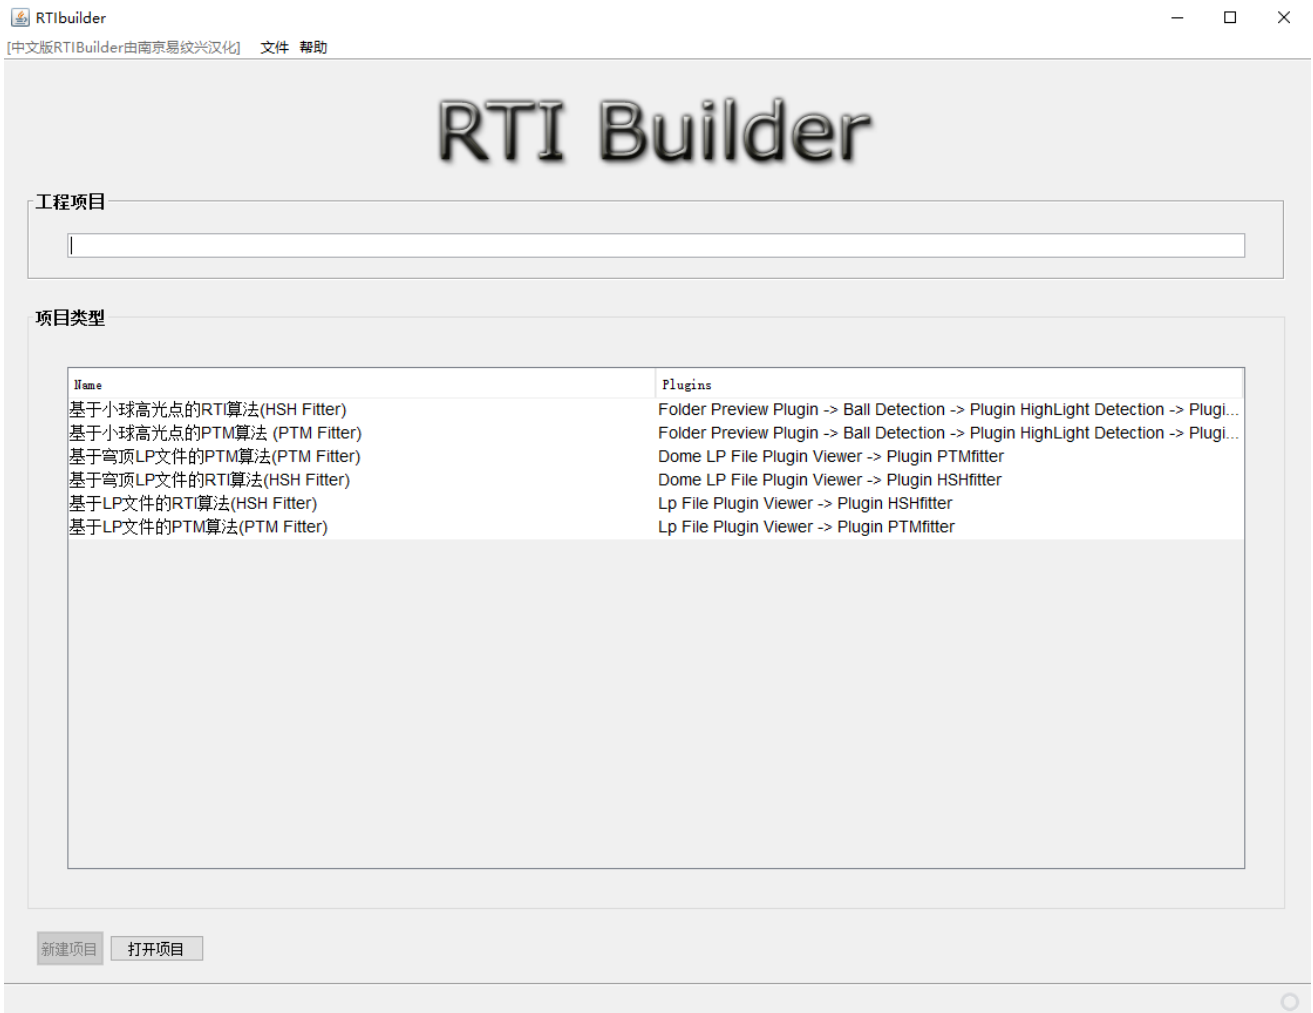 RTIbuilder
[中文版RTIBuilder由南京易纹兴汉化] 文件 帮助
RTI Builder
工程项目
项目类型
Name Plugins
基于小球高光点的RTI算法(HSH Fitter) Folder Preview Plugin -> Ball Detection -> Plugin HighLight Detection -> Plugi...
基于小球高光点的PTM算法 (PTM Fitter) Folder Preview Plugin -> Ball Detection -> Plugin HighLight Detection -> Plugi...
基于穹顶LP文件的PTM算法(PTM Fitter) Dome LP File Plugin Viewer -> Plugin PTMfitter
基于穹顶LP文件的RTI算法(HSH Fitter) Dome LP File Plugin Viewer -> Plugin HSHfitter
基于LP文件的RTI算法(HSH Fitter) Lp File Plugin Viewer -> Plugin HSHfitter
基于LP文件的PTM算法(PTM Fitter) Lp File Plugin Viewer -> Plugin PTMfitter
新建项目 打开项目